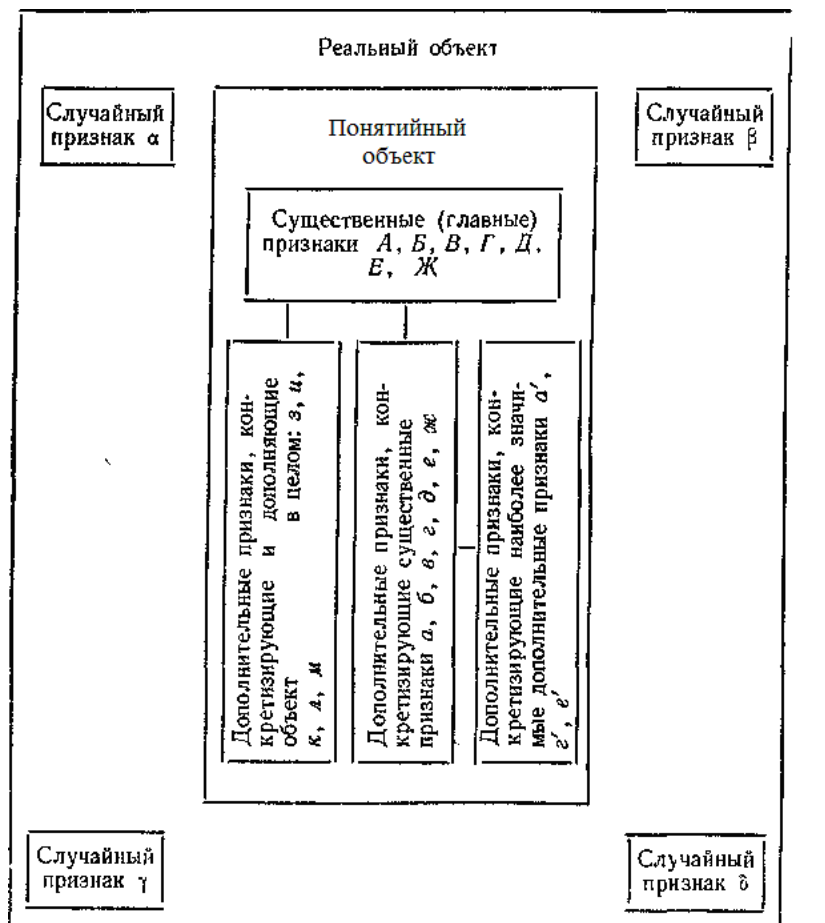 Реальный объект
Случайный
признак α
Понятийный
объект
Случайный
признак β
Существенные (главные)
признаки А, Б, В, Г, Д,
Е, Ж
Дополнительные признаки, кон-
кретизирующие и дополняющие
объект в целом: з, и,
к, л, м
Дополнительные признаки, кон-
кретизирующие существенные
признаки а, б, в, г, д, е, ж
Дополнительные признаки, кон-
кретизирующие наиболее значи-
мые дополнительные признаки а′,
г′, е′
Случайный
признак γ
Случайный
признак δ